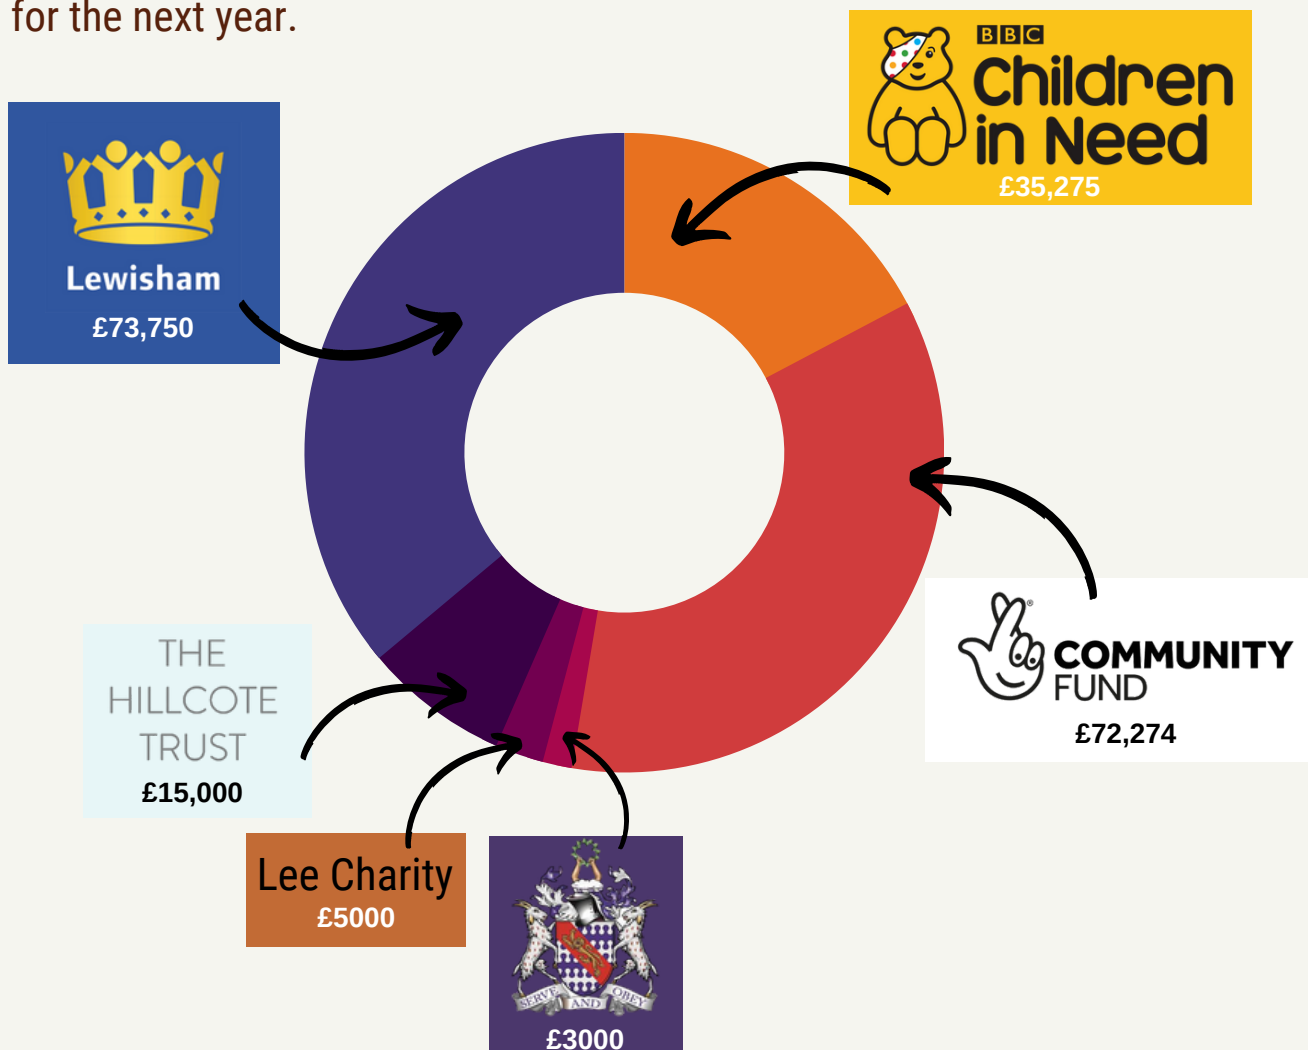 for the next year.
BBC
Children
in Need
£35,275
Lewisham
£73,750
COMMUNITY
FUND
£72,274
THE
HILLCOTE
TRUST
£15,000
Lee Charity
£5000
SERVE AND OBEY
£3000